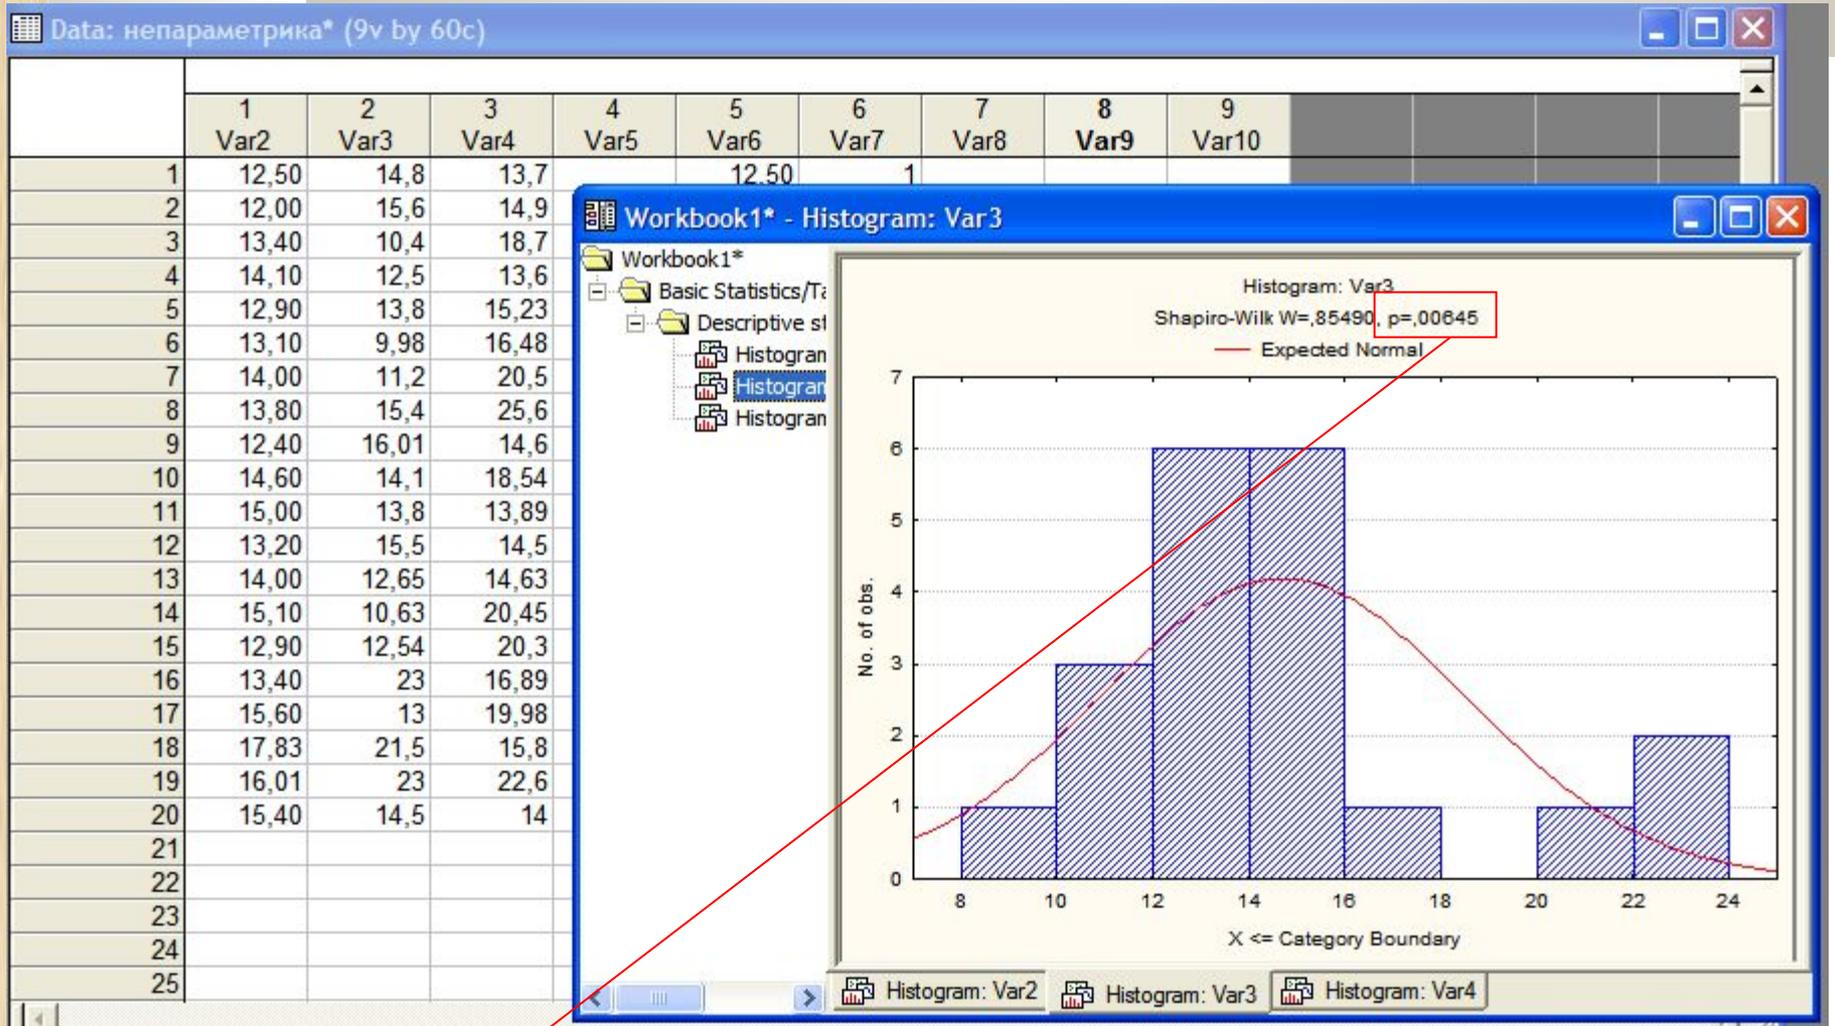 Data: непараметрика* (9v by 60c)
1 2 3 4 5 6 7 8 9
Var2 Var3 Var4 Var5 Var6 Var7 Var8 Var9 Var10
1 12,50 14,8 13,7 12,50 1
2 12,00 15,6 14,9
3 13,40 10,4 18,7
4 14,10 12,5 13,6
5 12,90 13,8 15,23
6 13,10 9,98 16,48
7 14,00 11,2 20,5
8 13,80 15,4 25,6
9 12,40 16,01 14,6
10 14,60 14,1 18,54
11 15,00 13,8 13,89
12 13,20 15,5 14,5
13 14,00 12,65 14,63
14 15,10 10,63 20,45
15 12,90 12,54 20,3
16 13,40 23 16,89
17 15,60 13 19,98
18 17,83 21,5 15,8
19 16,01 23 22,6
20 15,40 14,5 14
21
22
23
24
25
Workbook1* - Histogram: Var3
Workbook1*
Basic Statistics/Ta
Descriptive st
Histogram
Histogram
Histogram
Histogram: Var3
Shapiro-Wilk W=,85490, p=,00645
Expected Normal
7
6
5
4
3
2
1
0
No. of obs.
8 10 12 14 16 18 20 22 24
X <= Category Boundary
Histogram: Var2 Histogram: Var3 Histogram: Var4